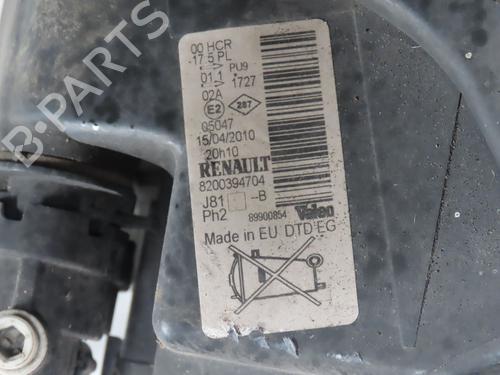 00 HCR
-17.5 PL
--> PU9
01.1 1727
-->
02A E2 287
05047
15/04/2010
20h10
RENAULT
8200394704
J81 -B
Ph2 89900854 Valeo
Made in EU DTD'EG
B-PARTS